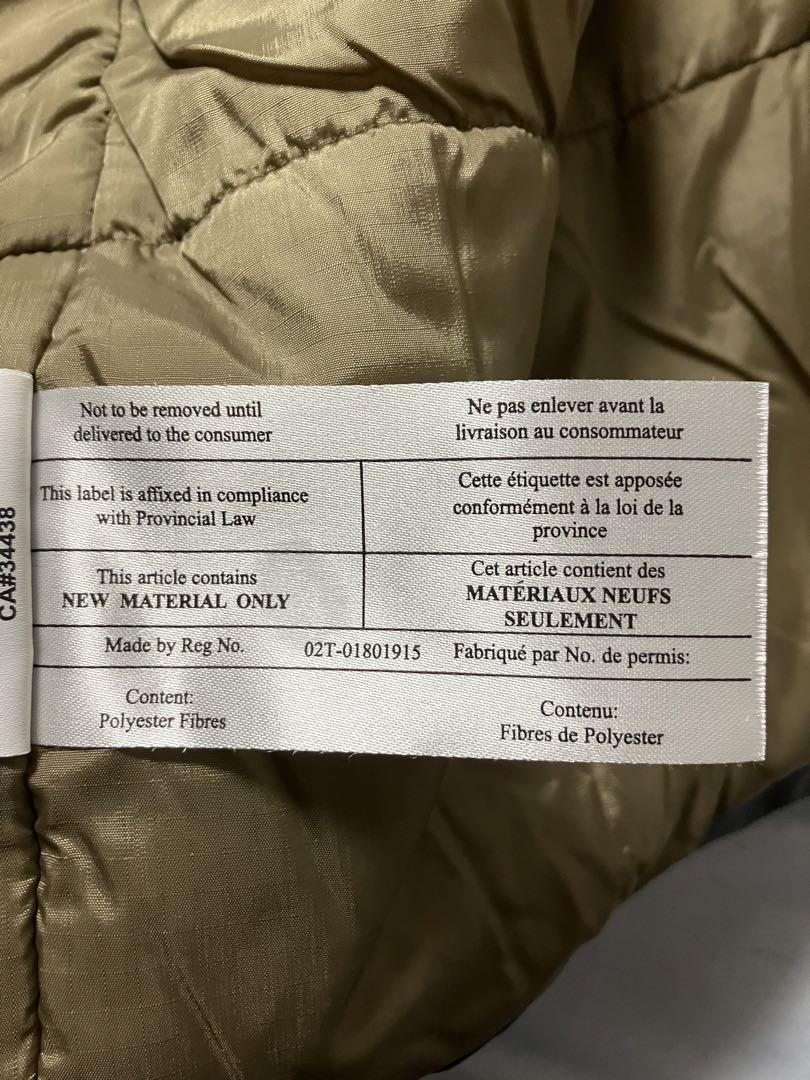 Not to be removed until
delivered to the consumer
Ne pas enlever avant la
livraison au consommateur
This label is affixed in compliance
with Provincial Law
Cette étiquette est apposée
conformément à la loi de la
province
This article contains
NEW MATERIAL ONLY
Cet article contient des
MATÉRIAUX NEUFS
SEULEMENT
Made by Reg No. 02T-01801915 Fabriqué par No. de permis:
Content:
Polyester Fibres
Contenu:
Fibres de Polyester
CA#34438